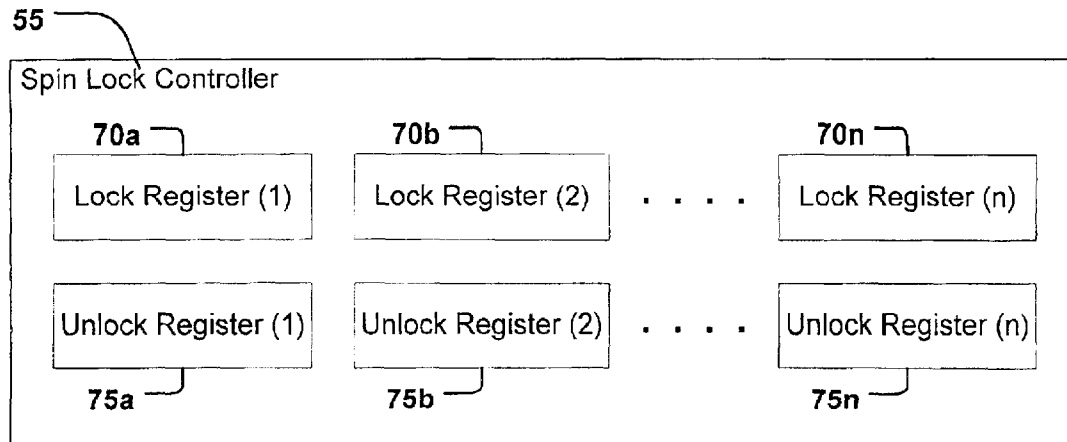 55
Spin Lock Controller
70a 70b 70n
Lock Register (1) Lock Register (2) . . . . Lock Register (n)
Unlock Register (1) Unlock Register (2) . . . . Unlock Register (n)
75a 75b 75n